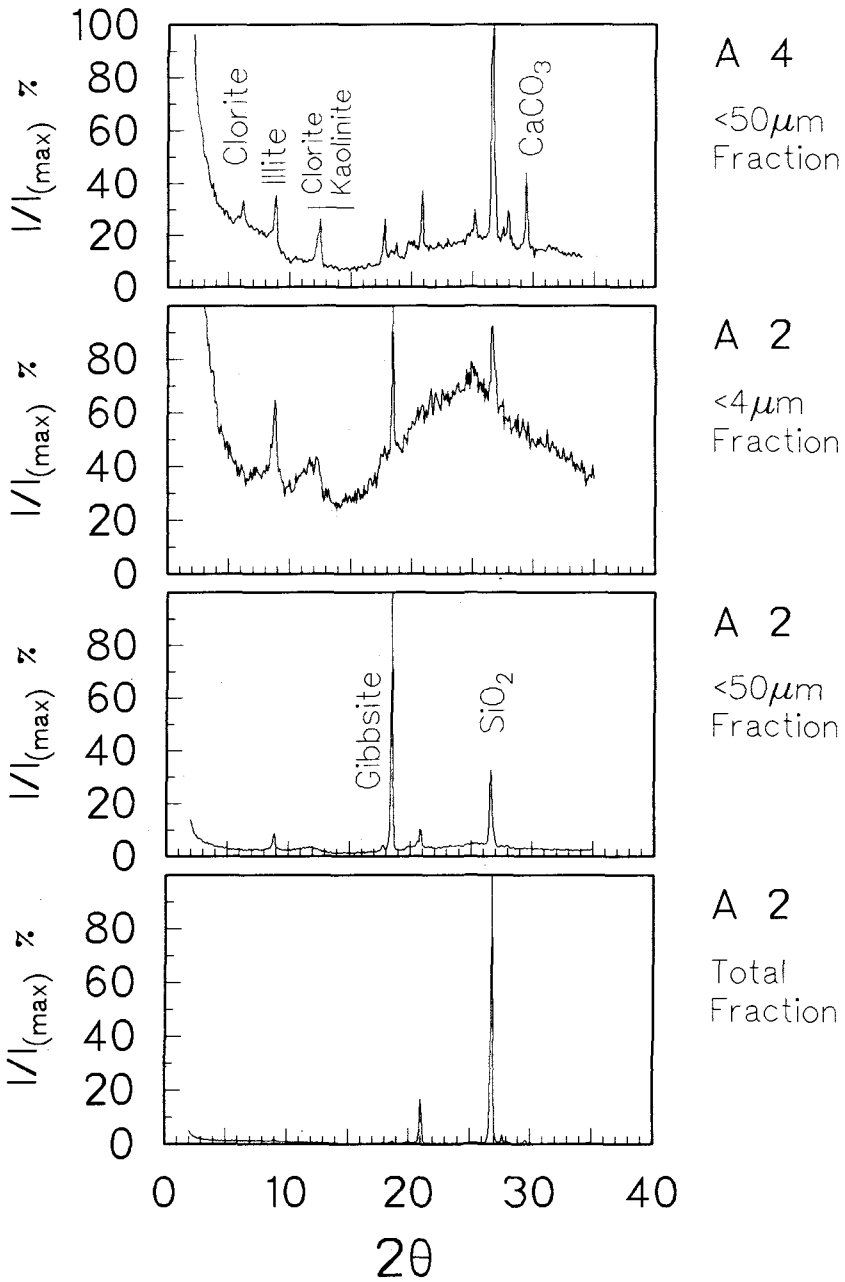 100
80
60
40
20
0
I/I(max) %
Clorite
Illite
Clorite
Kaolinite
CaCO3
A 4
<50μm
Fraction
80
60
40
20
0
I/I(max) %
A 2
<4μm
Fraction
80
60
40
20
0
I/I(max) %
Gibbsite
SiO2
A 2
<50μm
Fraction
80
60
40
20
0
I/I(max) %
A 2
Total
Fraction
0 10 20 30 40
2θ